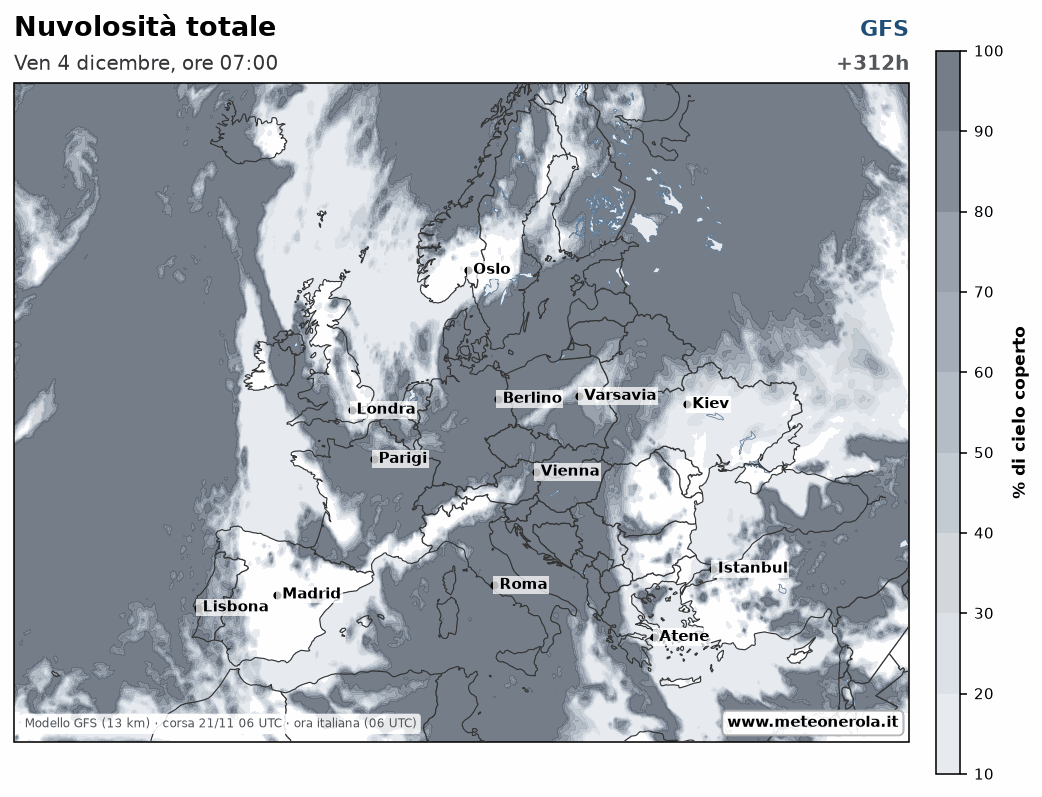 Nuvolosità totale
GFS
Ven 4 dicembre, ore 07:00
+312h
100
90
80
70
60
50
40
30
20
10
% di cielo coperto
Oslo
Berlino
Varsavia
Kiev
Londra
Parigi
Vienna
Istanbul
Roma
Madrid
Lisbona
Atene
Modello GFS (13 km) · corsa 21/11 06 UTC · ora italiana (06 UTC)
www.meteonerola.it